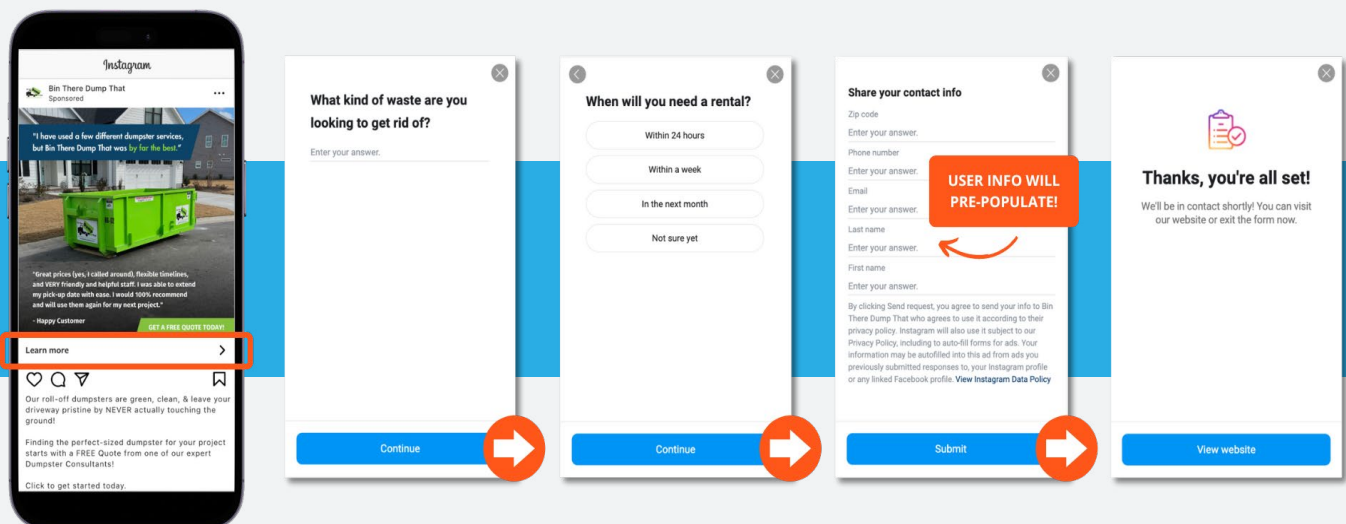 Instagram
Bin There Dump That
Sponsored
"I have used a few different dumpster services,
but Bin There Dump That was by far the best."
"Great prices (yes, I called around), flexible timelines,
and VERY friendly and helpful staff. I was able to extend
my pick-up date with ease. I would 100% recommend
and will use them again for my next project."
- Happy Customer
GET A FREE QUOTE TODAY!
Learn more
Our roll-off dumpsters are green, clean, & leave your
driveway pristine by NEVER actually touching the
ground!
Finding the perfect-sized dumpster for your project
starts with a FREE Quote from one of our expert
Dumpster Consultants!
Click to get started today.
What kind of waste are you
looking to get rid of?
Enter your answer.
Continue
When will you need a rental?
Within 24 hours
Within a week
In the next month
Not sure yet
Continue
Share your contact info
Zip code
Enter your answer.
Phone number
Enter your answer.
Email
Enter your answer.
Last name
Enter your answer.
First name
Enter your answer.
USER INFO WILL
PRE-POPULATE!
By clicking Send request, you agree to send your info to Bin
There Dump That who agrees to use it according to their
privacy policy. Instagram will also use it subject to our
Privacy Policy, including to auto-fill forms for ads. Your
information may be autofilled into this ad from ads you
previously submitted responses to, your Instagram profile
or any linked Facebook profile. View Instagram Data Policy
Submit
Thanks, you're all set!
We'll be in contact shortly! You can visit
our website or exit the form now.
View website